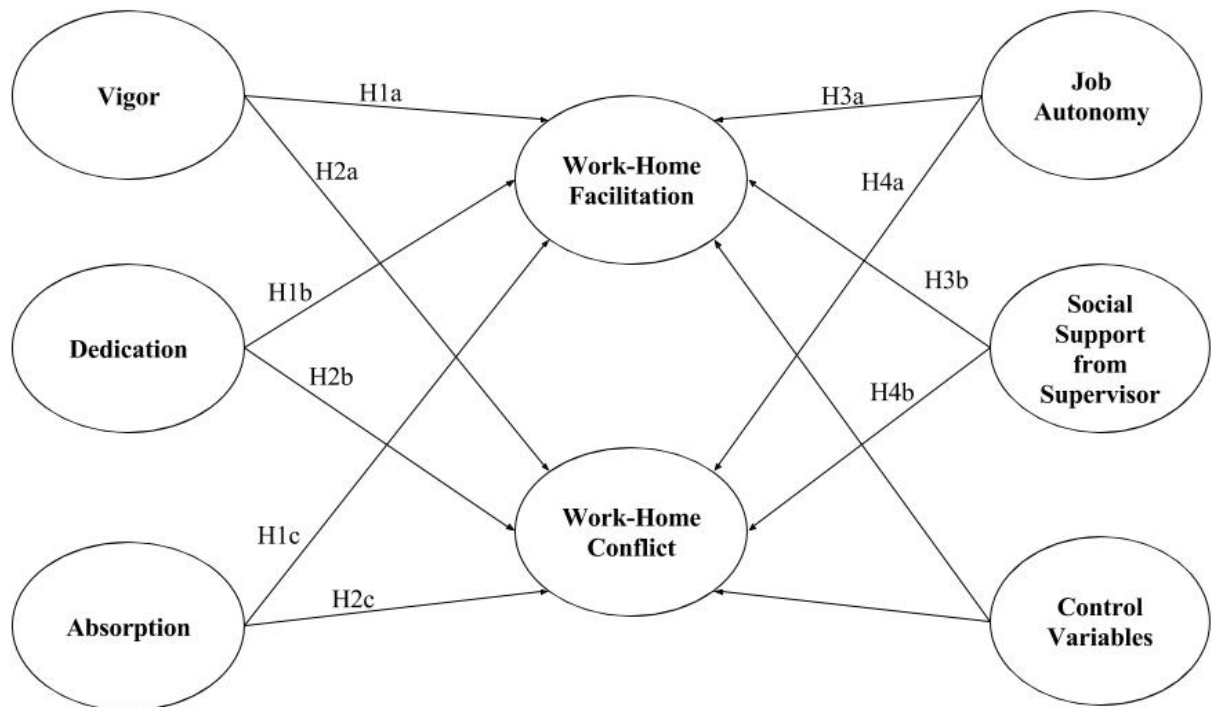 Vigor
H1a
H3a
Job
Autonomy
Work-Home
Facilitation
H2a
H4a
H1b
H3b
Dedication
Social
Support
from
Supervisor
H2b
H4b
Work-Home
Conflict
H1c
H2c
Absorption
Control
Variables